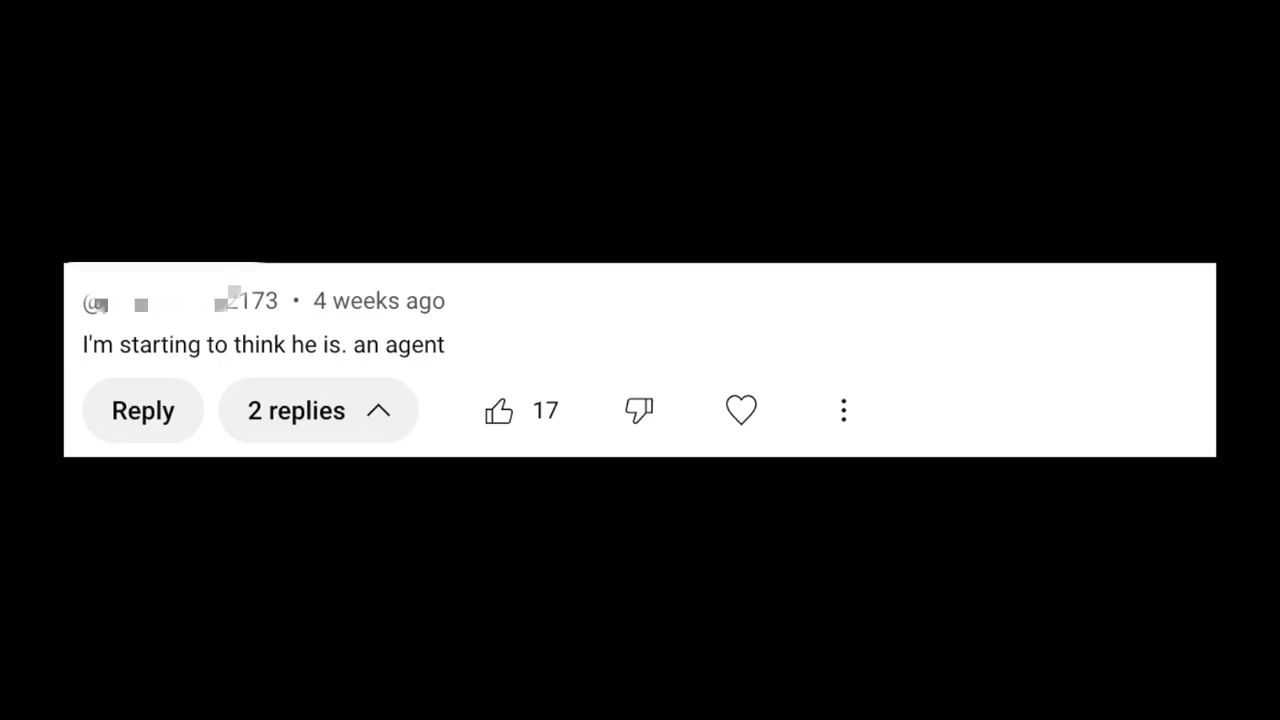 173 • 4 weeks ago
I'm starting to think he is. an agent
Reply 2 replies 17